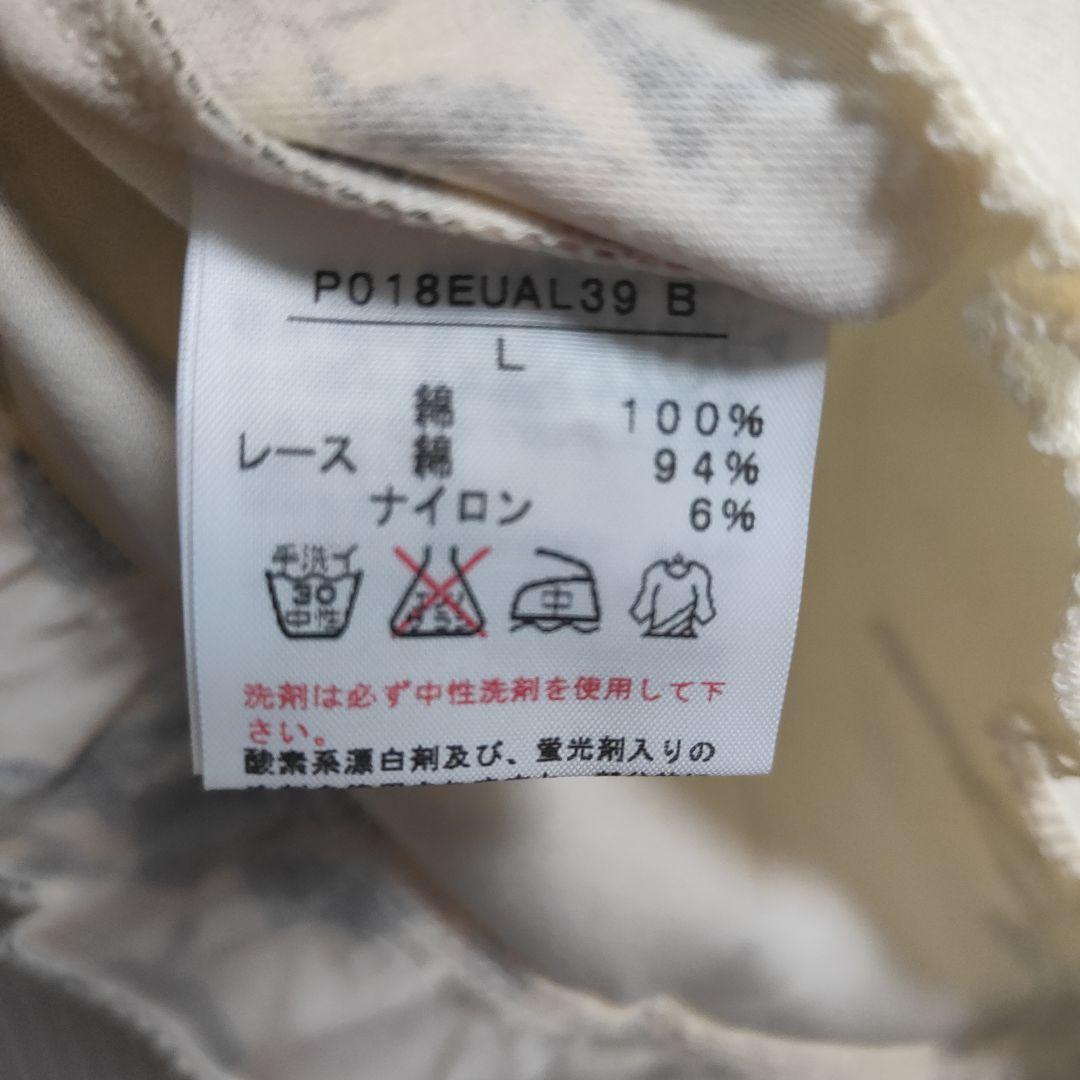 P018EUAL39 B
L
綿 100%
レース 綿 94%
ナイロン 6%
手洗イ
30
中性
中
洗剤は必ず中性洗剤を使用して下
さい。
酸素系漂白剤及び、蛍光剤入りの